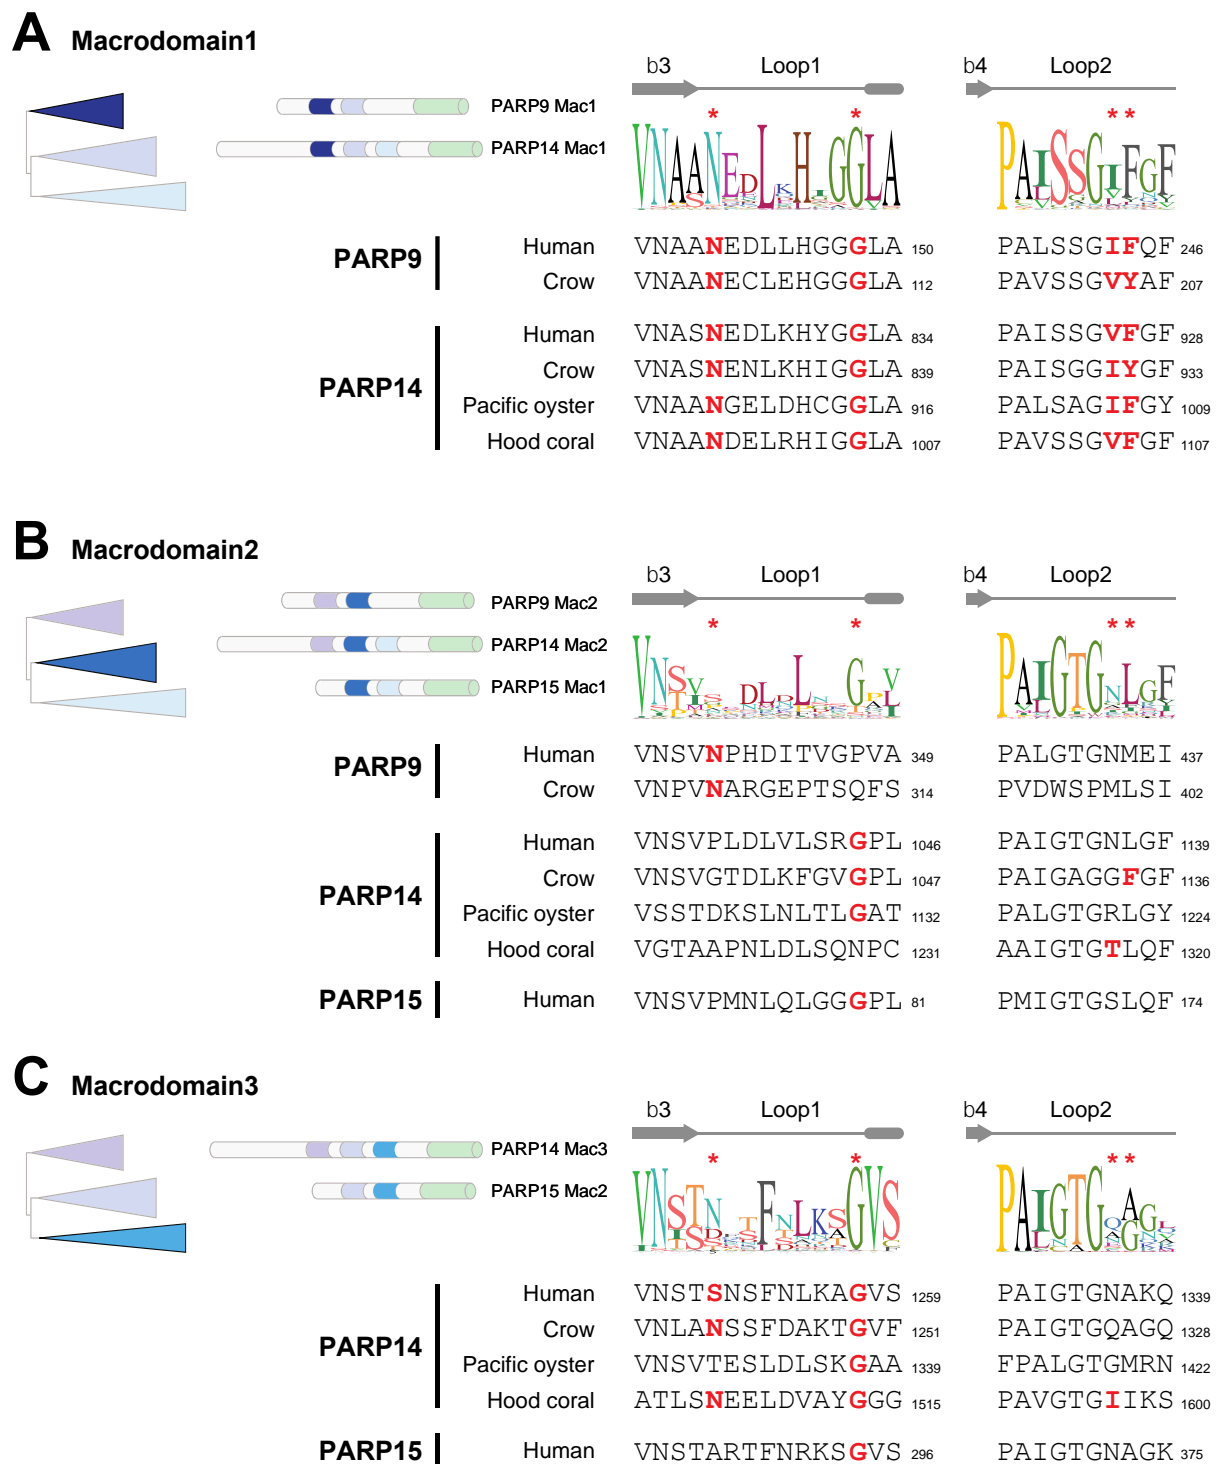 A Macrodomain1
b3 Loop1 b4 Loop2
PARP9 Mac1
PARP14 Mac1
* * * *
PARP9
Human VNAANEDLLHGGGLA 150 PALSSGIFQF 246
Crow VNAANECLEHGGGLA 112 PAVSSGVYAF 207
PARP14
Human VNASNEDLKHYGGLA 834 PAISSGVFGF 928
Crow VNASNENLKHIGGLA 839 PAISGGIYGF 933
Pacific oyster VNAANGELDHCGGLA 916 PALSAGIFGY 1009
Hood coral VNAANDELRHIGGLA 1007 PAVSSGVFGF 1107
B Macrodomain2
b3 Loop1 b4 Loop2
PARP9 Mac2
PARP14 Mac2
PARP15 Mac1
* * * *
PARP9
Human VNSVNPHDITVGPVA 349 PALGTGNMEI 437
Crow VNPVNARGEPTSQFS 314 PVDWSPMLSI 402
PARP14
Human VNSVPLDLVLSRGPL 1046 PAIGTGNLGF 1139
Crow VNSVGTDLKFGVGPL 1047 PAIGAGGFGF 1136
Pacific oyster VSSTDKSLNLTLGAT 1132 PALGTGRLGY 1224
Hood coral VGTAAPNLDLSQNPC 1231 AAIGTGTLQF 1320
PARP15 Human VNSVPMNLQLGGGPL 81 PMIGTGSLQF 174
C Macrodomain3
b3 Loop1 b4 Loop2
PARP14 Mac3
PARP15 Mac2
* * * *
PARP14
Human VNSTSNSFNLKAGVS 1259 PAIGTGNAKQ 1339
Crow VNLANSSFDAKTGVF 1251 PAIGTGQAGQ 1328
Pacific oyster VNSVTESLDLSKGAA 1339 FPALGTGMRN 1422
Hood coral ATLSNEELDVAYGGG 1515 PAVGTGIIKS 1600
PARP15 Human VNSTARTFNRKSGVS 296 PAIGTGNAGK 375